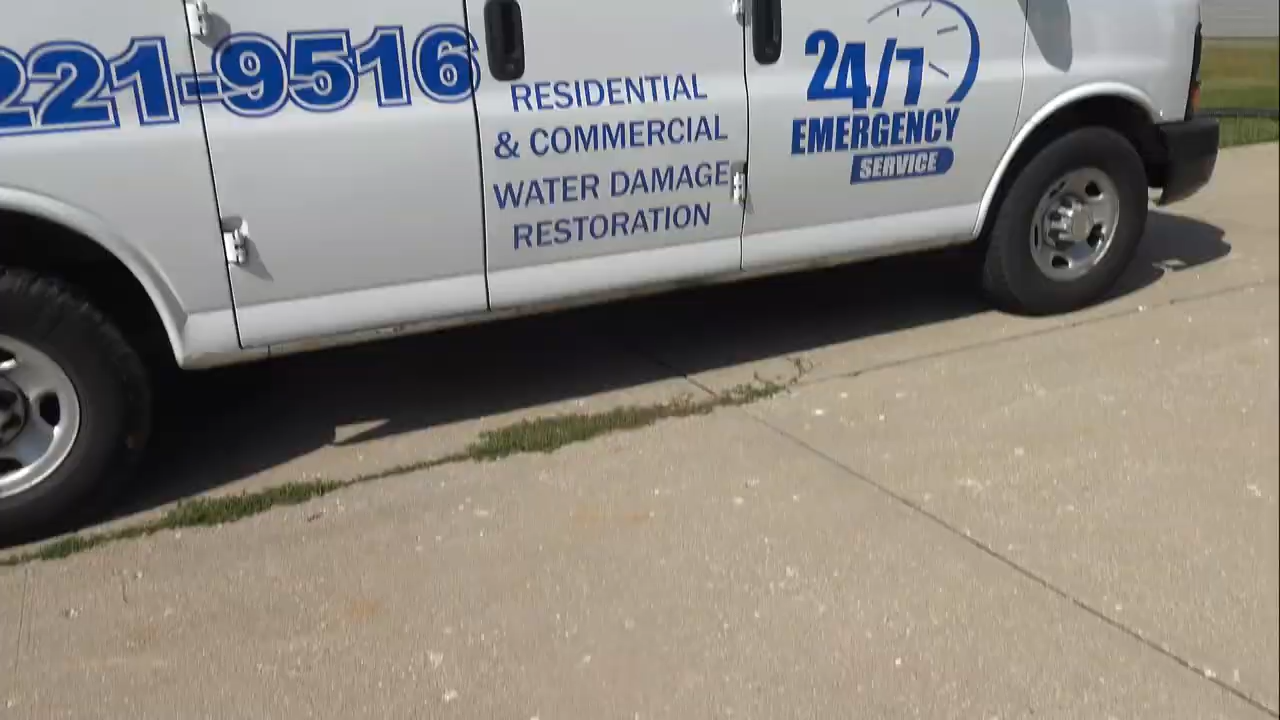 221-9516
RESIDENTIAL
& COMMERCIAL
WATER DAMAGE
RESTORATION
24/7
EMERGENCY
SERVICE